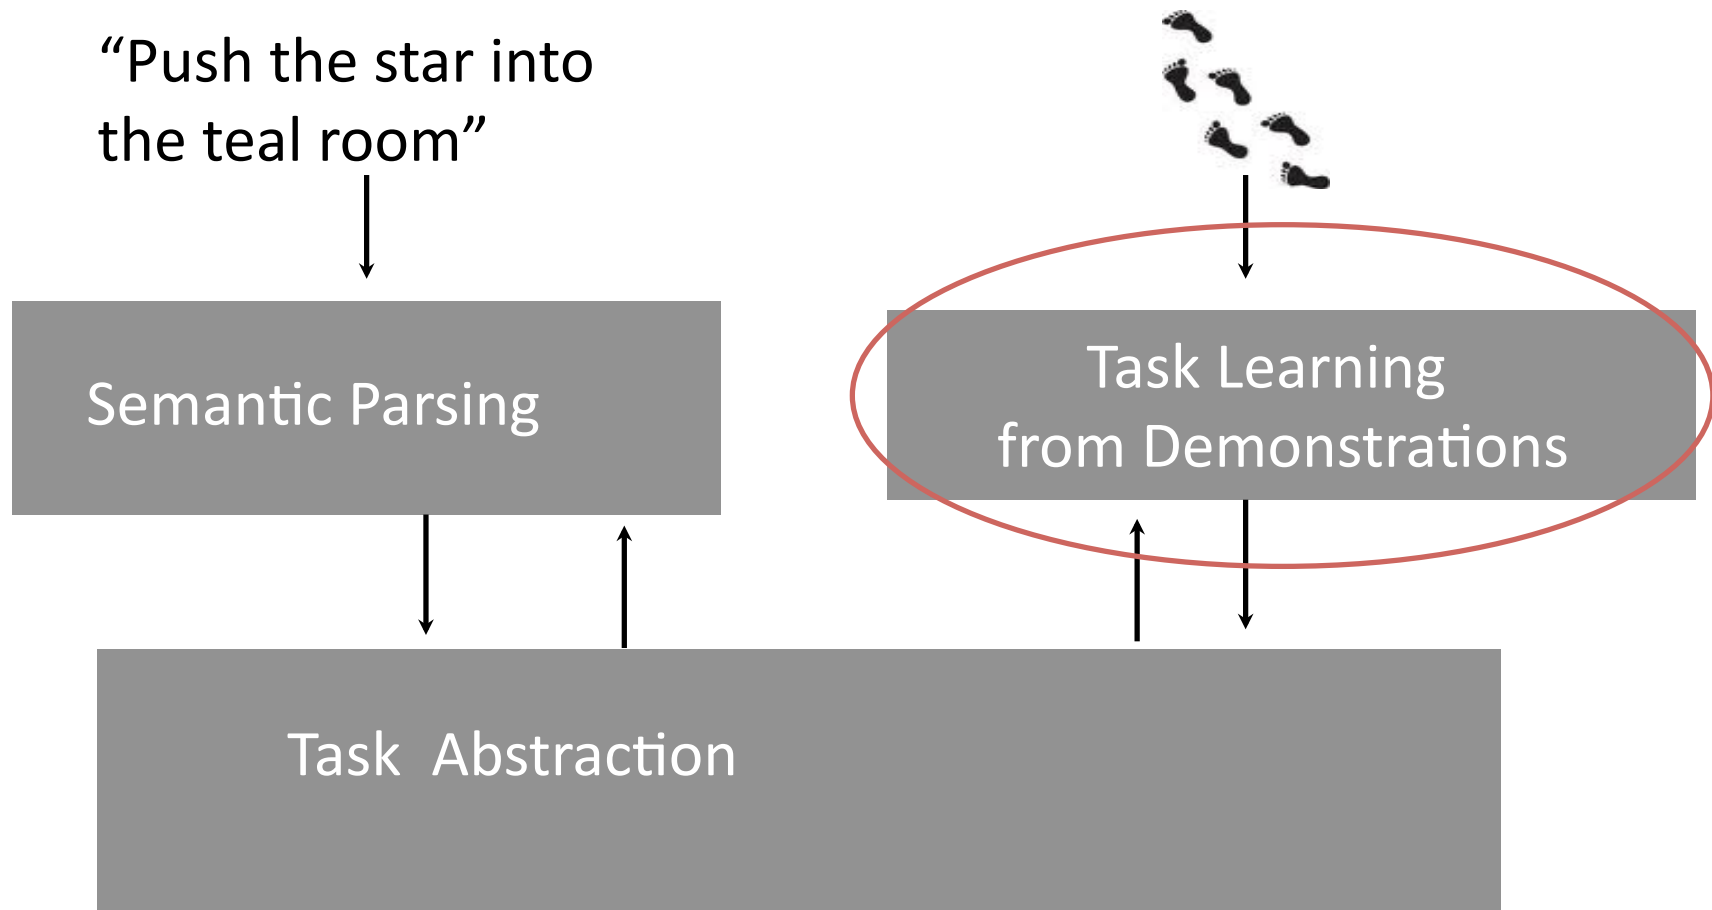 “Push the star into
the teal room”
Semantic Parsing
Task Learning
from Demonstrations
Task Abstraction